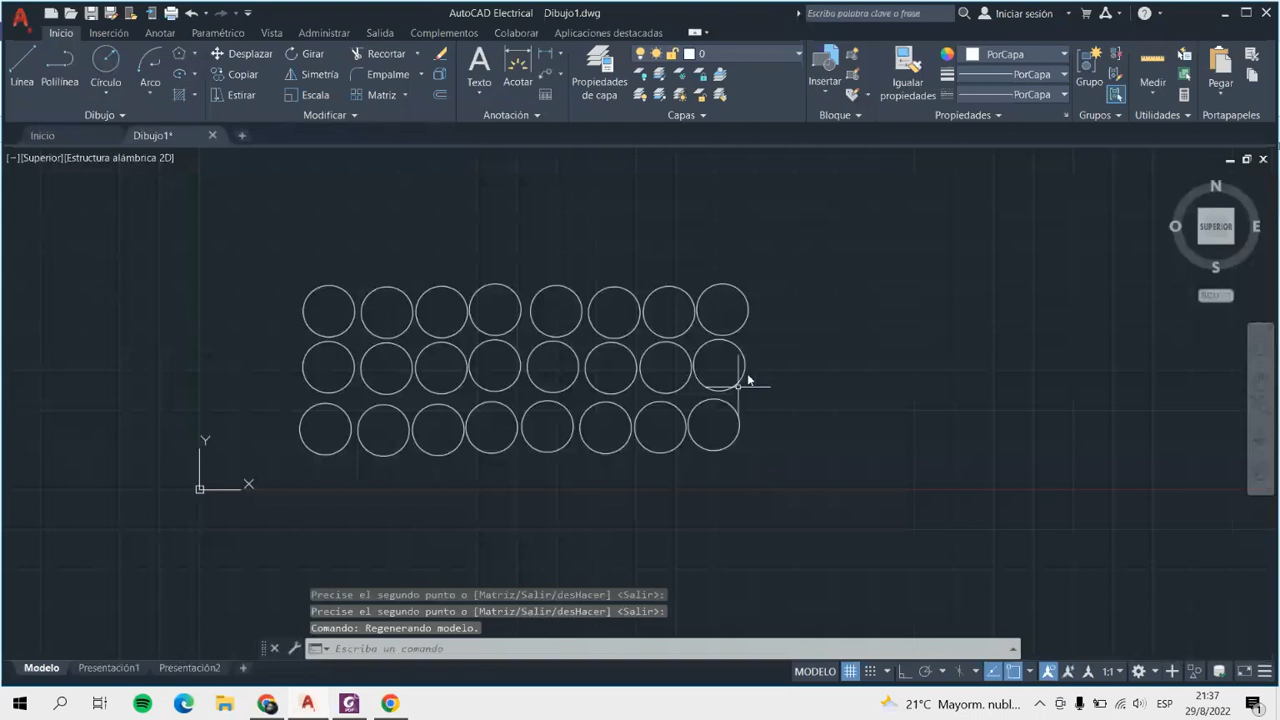 AutoCAD Electrical Dibujo1.dwg
Escriba palabra clave o frase
Iniciar sesión
Inicio Inserción Anotar Paramétrico Vista Administrar Salida Complementos Colaborar Aplicaciones destacadas
Línea Polilínea Círculo Arco
Desplazar Girar Recortar
Copiar Simetría Empalme
Estirar Escala Matriz
Texto Acotar
Propiedades de capa
0
Insertar
Igualar propiedades
PorCapa
PorCapa
PorCapa
Grupo
Medir
Pegar
Dibujo Modificar Anotación Capas Bloque Propiedades Grupos Utilidades Portapapeles
Inicio Dibujo1*
[−][Superior][Estructura alámbrica 2D]
N
O SUPERIOR E
S
SCU
Y
X
Precise el segundo punto o [Matriz/Salir/desHacer] <Salir>:
Precise el segundo punto o [Matriz/Salir/desHacer] <Salir>:
Comando: Regenerando modelo.
Escriba un comando
Modelo Presentación1 Presentación2
MODELO
1:1
21°C Mayorm. nubl...
ESP
21:37
29/8/2022
1